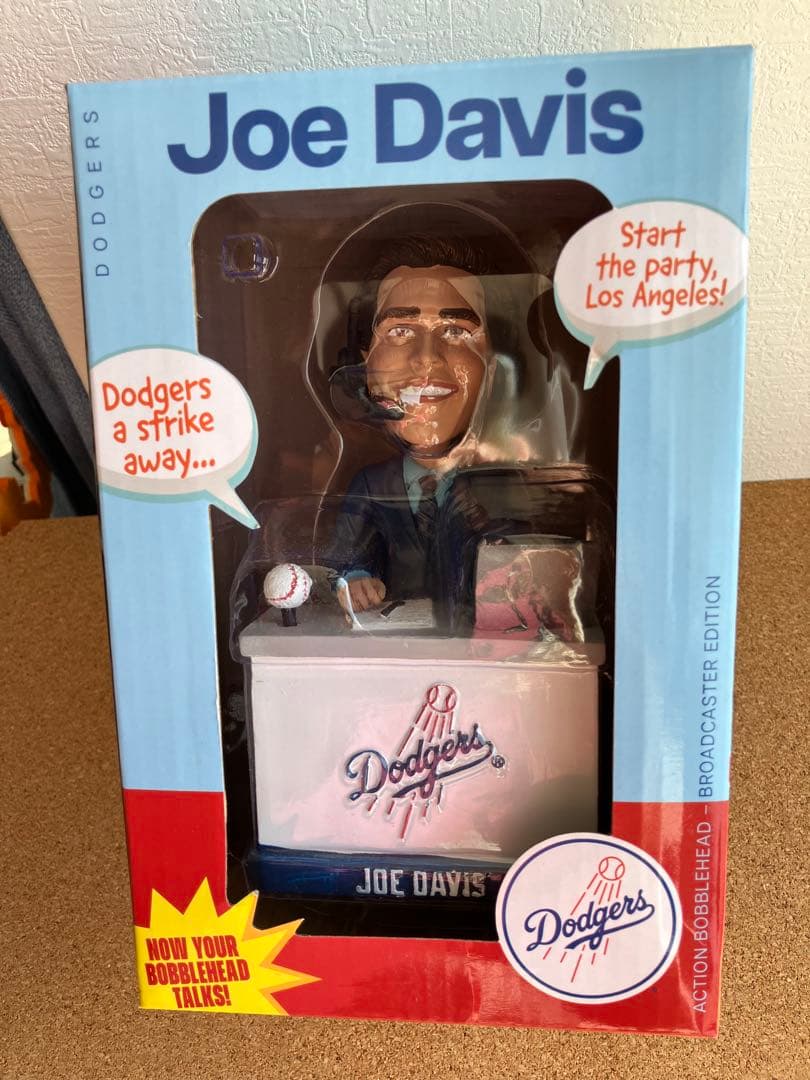 Joe Davis
DODGERS
Start
the party,
Los Angeles!
Dodgers
a strike
away...
Dodgers
®
JOE DAVIS
Dodgers
NOW YOUR
BOBBLEHEAD
TALKS!
ACTION BOBBLEHEAD – BROADCASTER EDITION